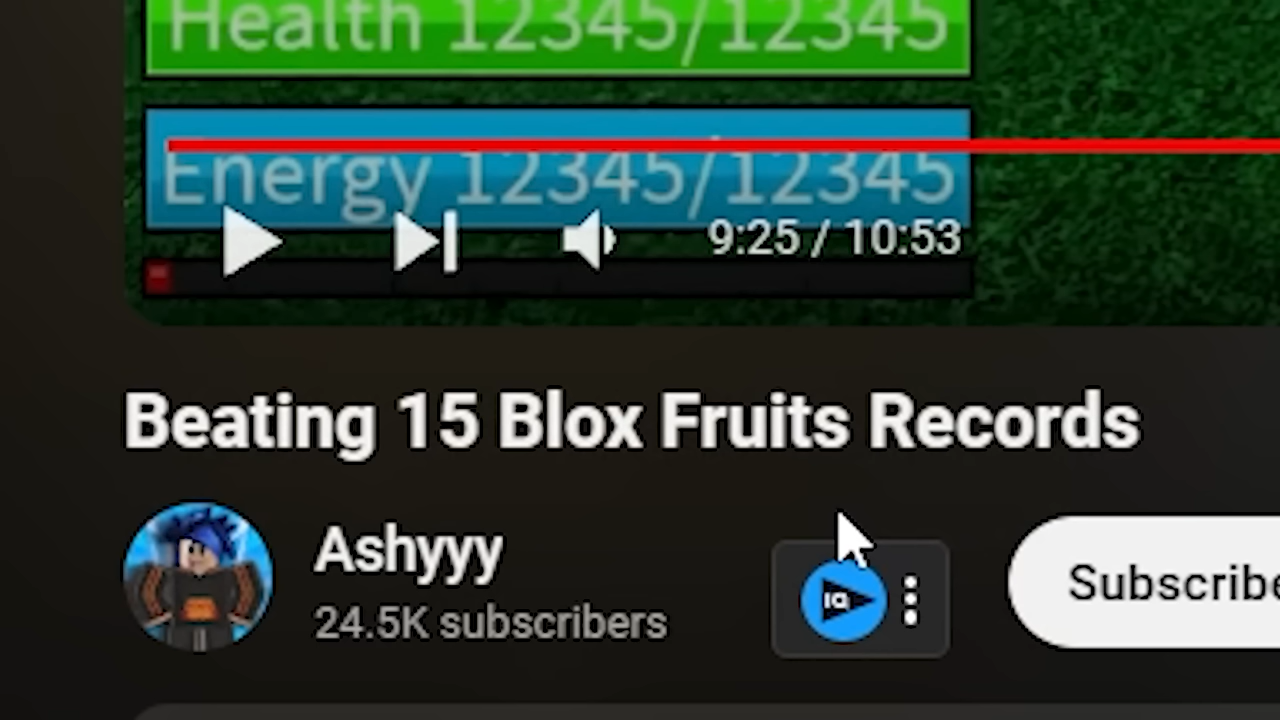 Health 12345/12345
Energy 12345/12345
9:25 / 10:53
Beating 15 Blox Fruits Records
Ashyyy
24.5K subscribers
IQ
Subscribe